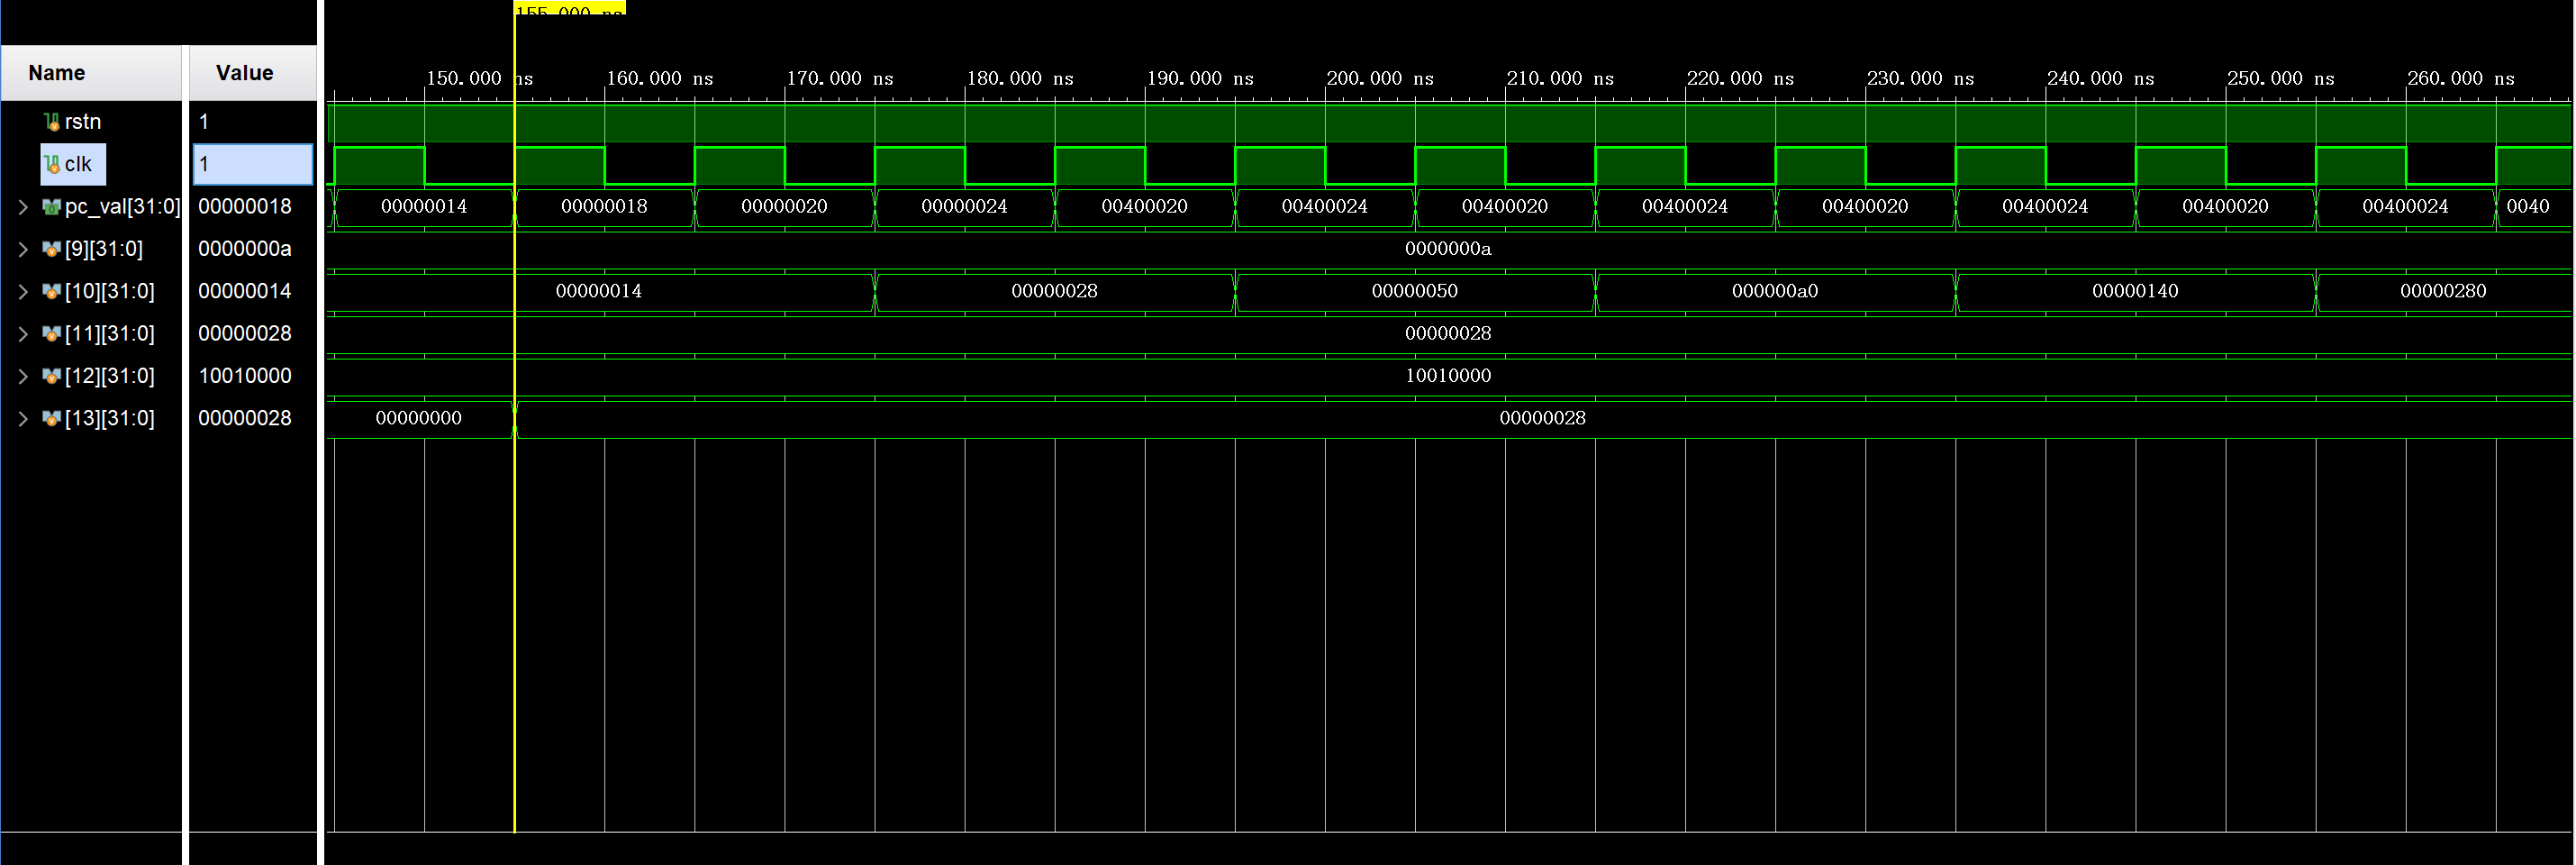 155.000 ns
Name Value
150.000 ns 160.000 ns 170.000 ns 180.000 ns 190.000 ns 200.000 ns 210.000 ns 220.000 ns 230.000 ns 240.000 ns 250.000 ns 260.000 ns
rstn 1
clk 1
pc_val[31:0] 00000018 00000014 00000018 00000020 00000024 00400020 00400024 00400020 00400024 00400020 00400024 00400020 00400024 0040
[9][31:0] 0000000a 0000000a
[10][31:0] 00000014 00000014 00000028 00000050 000000a0 00000140 00000280
[11][31:0] 00000028 00000028
[12][31:0] 10010000 10010000
[13][31:0] 00000028 00000000 00000028